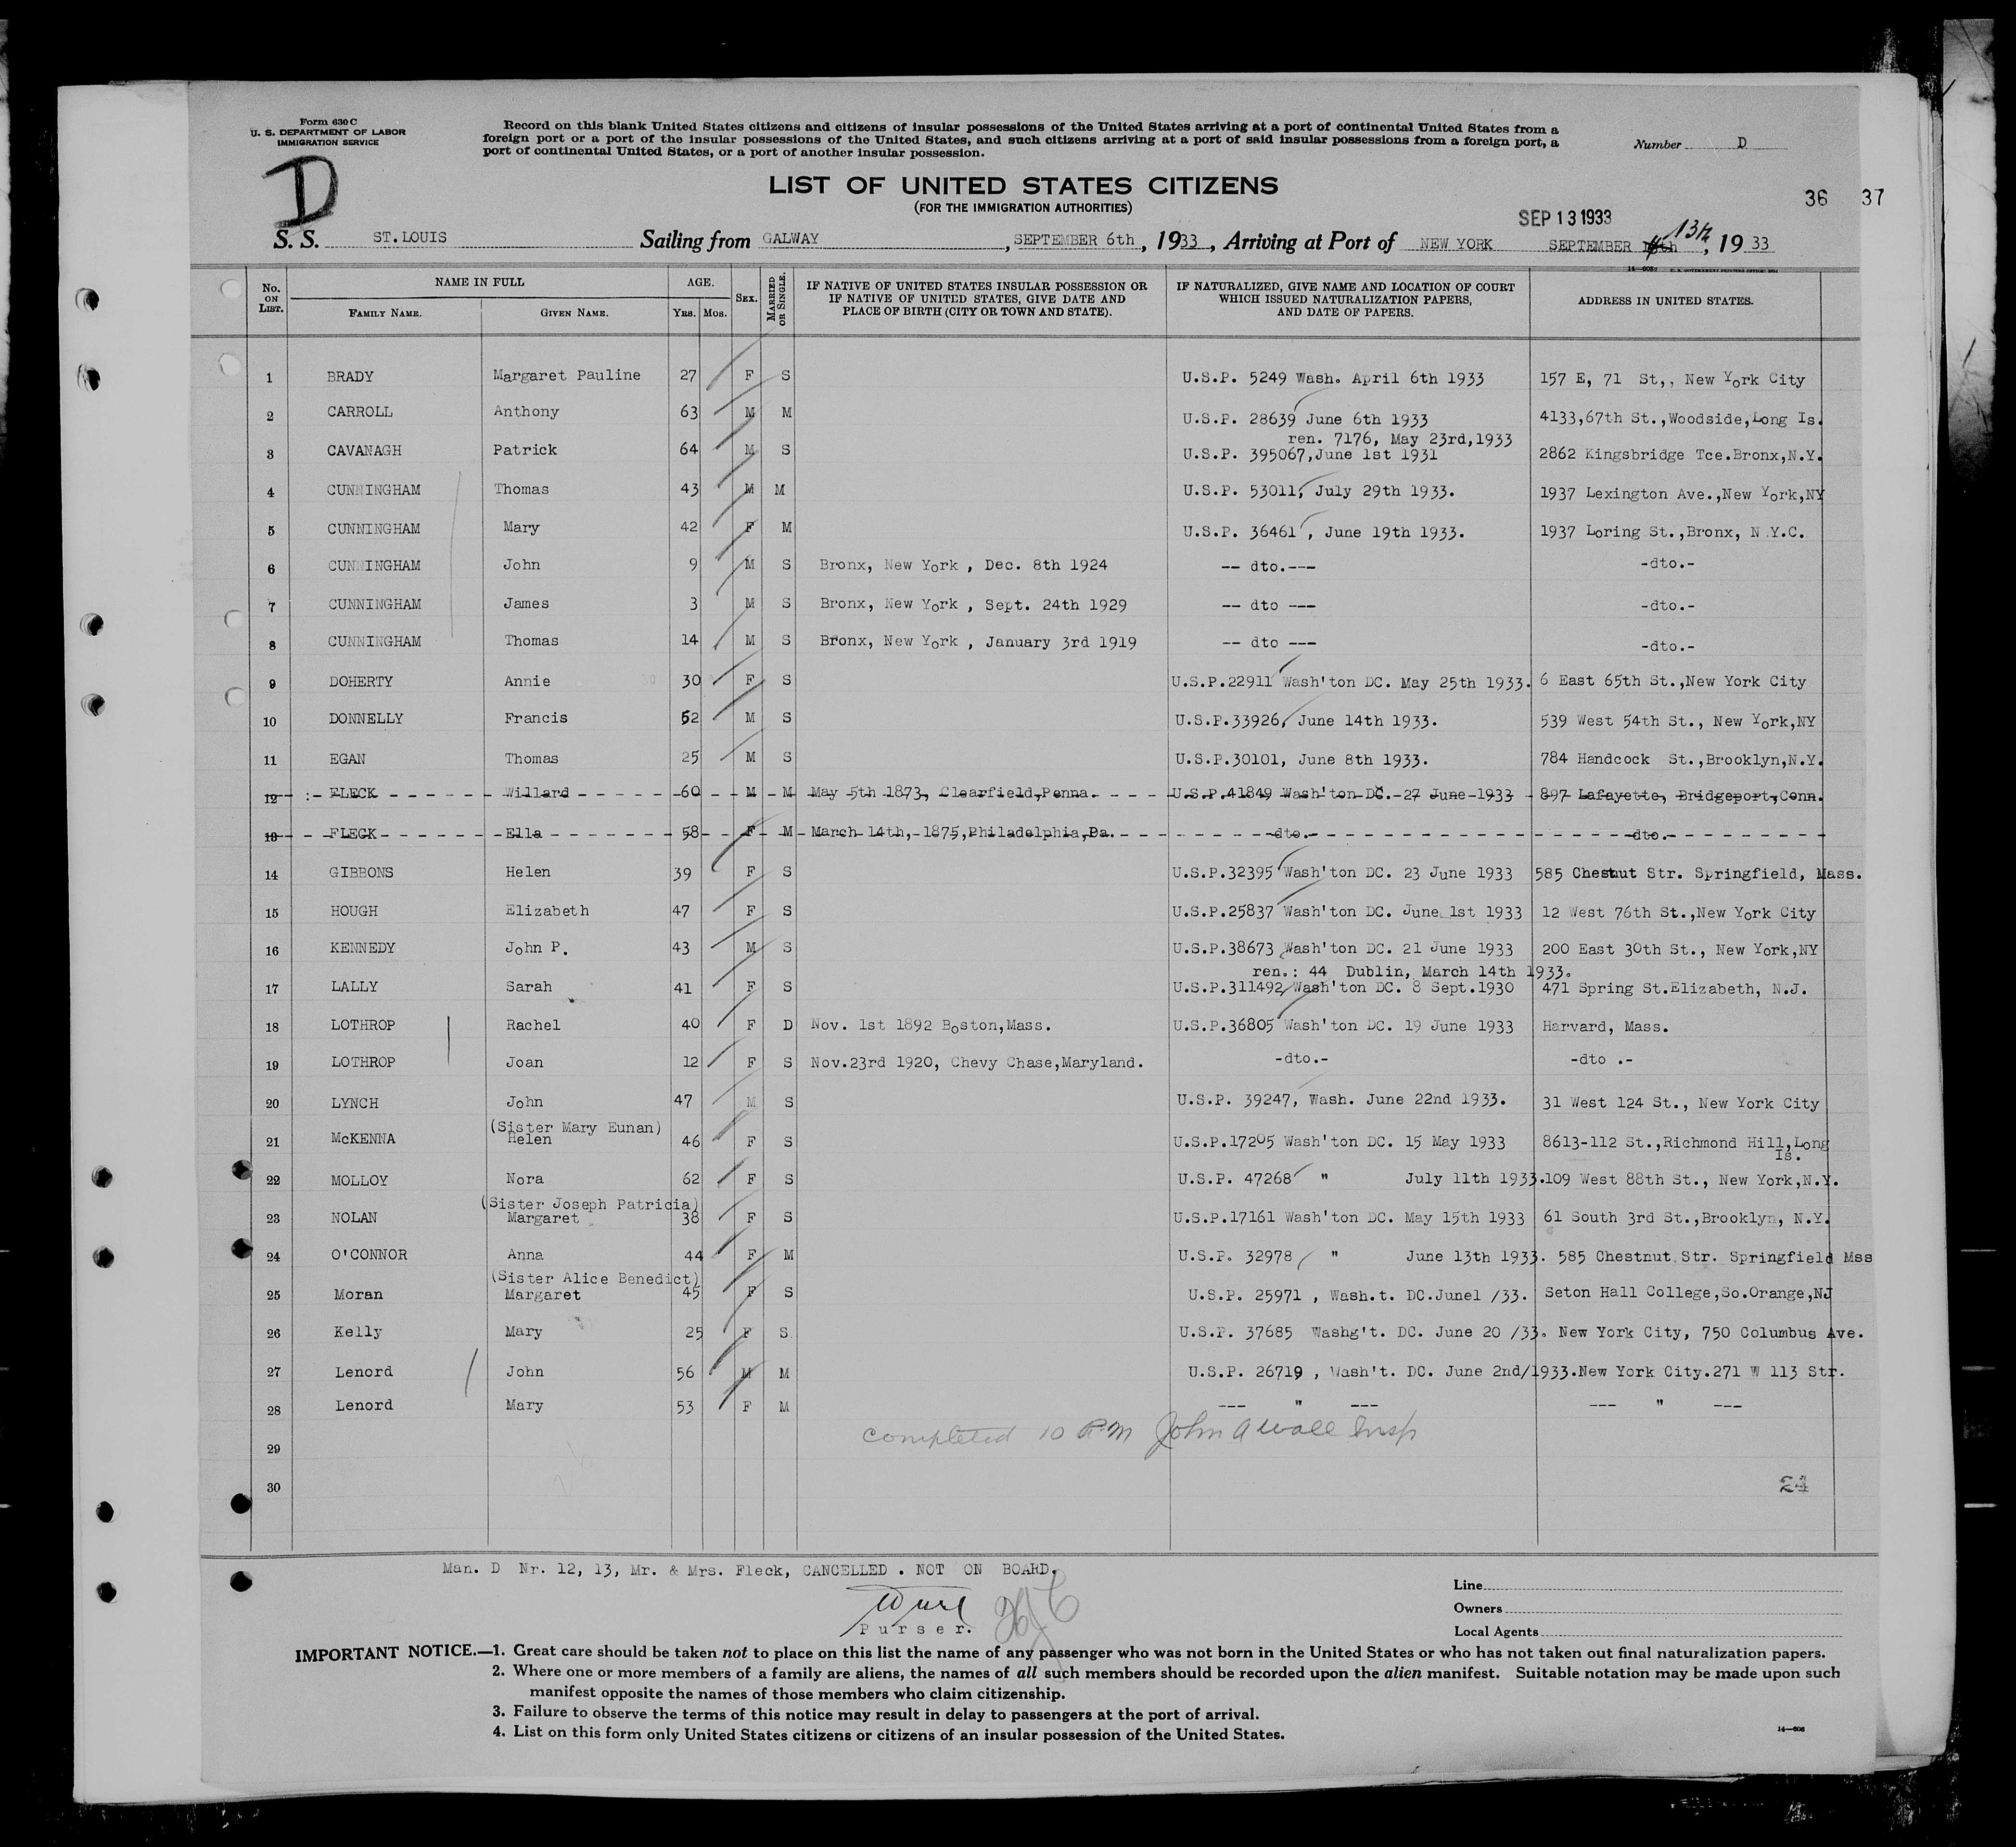 Form 630 C
U. S. DEPARTMENT OF LABOR
IMMIGRATION SERVICE
D
Record on this blank United States citizens and citizens of insular possessions of the United States arriving at a port of continental United States from a
foreign port or a port of the insular possessions of the United States, and such citizens arriving at a port of said insular possessions from a foreign port, a
port of continental United States, or a port of another insular possession.
Number D
LIST OF UNITED STATES CITIZENS
(FOR THE IMMIGRATION AUTHORITIES)
36 37
SEP 13 1933
S. S. ST.LOUIS Sailing from GALWAY, SEPTEMBER 6th, 1933, Arriving at Port of NEW YORK SEPTEMBER 13th, 1933
No. ON LIST. NAME IN FULL AGE. SEX. MARRIED OR SINGLE. IF NATIVE OF UNITED STATES INSULAR POSSESSION OR IF NATIVE OF UNITED STATES, GIVE DATE AND PLACE OF BIRTH (CITY OR TOWN AND STATE). IF NATURALIZED, GIVE NAME AND LOCATION OF COURT WHICH ISSUED NATURALIZATION PAPERS, AND DATE OF PAPERS. ADDRESS IN UNITED STATES.
FAMILY NAME. GIVEN NAME. YRS. MOS.
1 BRADY Margaret Pauline 27 F S U.S.P. 5249 Wash. April 6th 1933 157 E, 71 St,, New York City
2 CARROLL Anthony 63 M M U.S.P. 28639 June 6th 1933 4133,67th St.,Woodside,Long Is.
ren. 7176, May 23rd,1933
3 CAVANAGH Patrick 64 M S U.S.P. 395067,June 1st 1931 2862 Kingsbridge Tce.Bronx,N.Y.
4 CUNNINGHAM Thomas 43 M M U.S.P. 53011, July 29th 1933. 1937 Lexington Ave.,New York,NY
5 CUNNINGHAM Mary 42 F M U.S.P. 36461 , June 19th 1933. 1937 Loring St.,Bronx, N.Y.C.
6 CUNNINGHAM John 9 M S Bronx, New York , Dec. 8th 1924 -- dto.--- -dto.-
7 CUNNINGHAM James 3 M S Bronx, New York , Sept. 24th 1929 -- dto --- -dto.-
8 CUNNINGHAM Thomas 14 M S Bronx, New York , January 3rd 1919 -- dto --- -dto.-
9 DOHERTY Annie 30 F S U.S.P.22911 Wash'ton DC. May 25th 1933. 6 East 65th St.,New York City
10 DONNELLY Francis 52 M S U.S.P.33926, June 14th 1933. 539 West 54th St., New York,NY
11 EGAN Thomas 25 M S U.S.P.30101, June 8th 1933. 784 Handcock St.,Brooklyn,N.Y.
12 :- FLECK Willard 60 M M May 5th 1873, Clearfield,Penna. U.S.P.41849 Wash'ton DC. 27 June 1933 897 Lafayette, Bridgeport,Conn.
13 FLECK Ella 58 F M March 14th, 1875,Philadelphia,Pa. -dto.- -dto.-
14 GIBBONS Helen 39 F S U.S.P.32395 Wash'ton DC. 23 June 1933 585 Chestnut Str. Springfield, Mass.
15 HOUGH Elizabeth 47 F S U.S.P.25837 Wash'ton DC. June 1st 1933 12 West 76th St.,New York City
16 KENNEDY John P. 43 M S U.S.P.38673 Wash'ton DC. 21 June 1933 200 East 30th St., New York,NY
ren.: 44 Dublin, March 14th 1933.
17 LALLY Sarah 41 F S U.S.P.311492,Wash'ton DC. 8 Sept.1930 471 Spring St.Elizabeth, N.J.
18 LOTHROP Rachel 40 F D Nov. 1st 1892 Boston,Mass. U.S.P.36805 Wash'ton DC. 19 June 1933 Harvard, Mass.
19 LOTHROP Joan 12 F S Nov.23rd 1920, Chevy Chase,Maryland. -dto.- -dto .-
20 LYNCH John 47 M S U.S.P. 39247, Wash. June 22nd 1933. 31 West 124 St., New York City
(Sister Mary Eunan)
21 McKENNA Helen 46 F S U.S.P.17205 Wash'ton DC. 15 May 1933 8613-112 St.,Richmond Hill,Long
Is.
22 MOLLOY Nora 62 F S U.S.P. 47268 " July 11th 1933. 109 West 88th St., New York,N.Y.
(Sister Joseph Patricia)
23 NOLAN Margaret 38 F S U.S.P.17161 Wash'ton DC. May 15th 1933 61 South 3rd St.,Brooklyn, N.Y.
24 O'CONNOR Anna 44 F M U.S.P. 32978 " June 13th 1933. 585 Chestnut Str. Springfield Mss
(Sister Alice Benedict)
25 Moran Margaret 45 F S U.S.P. 25971 , Wash.t. DC.June1 /33. Seton Hall College,So.Orange,NJ
26 Kelly Mary 25 F S. U.S.P. 37685 Washg't. DC. June 20 /33. New York City, 750 Columbus Ave.
27 Lenord John 56 M M U.S.P. 26719 , Wash't. DC. June 2nd/1933. New York City.271 W 113 Str.
28 Lenord Mary 53 F M --- " --- --- " ---
completed 10 P.M John A Wall Insp
29
30 24
Man. D Nr. 12, 13, Mr. & Mrs. Fleck, CANCELLED . NOT ON BOARD.
Purser.
Line
Owners
Local Agents
IMPORTANT NOTICE.—1. Great care should be taken not to place on this list the name of any passenger who was not born in the United States or who has not taken out final naturalization papers.
2. Where one or more members of a family are aliens, the names of all such members should be recorded upon the alien manifest. Suitable notation may be made upon such
manifest opposite the names of those members who claim citizenship.
3. Failure to observe the terms of this notice may result in delay to passengers at the port of arrival.
4. List on this form only United States citizens or citizens of an insular possession of the United States.
14—608